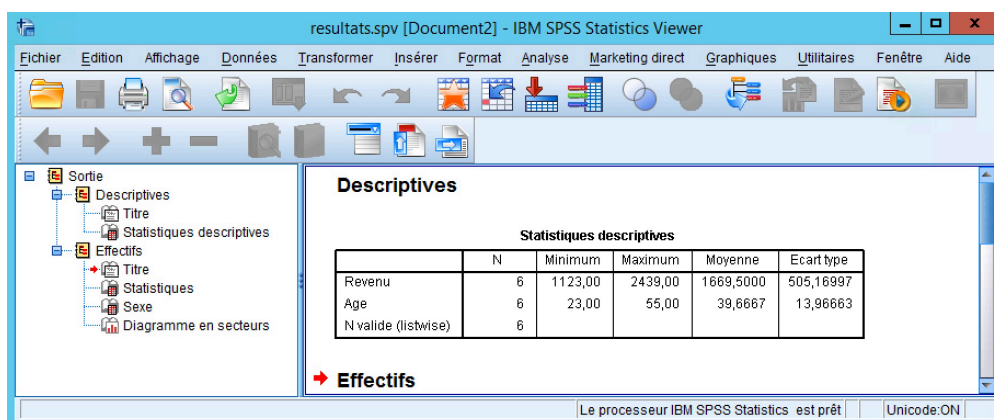 resultats.spv [Document2] - IBM SPSS Statistics Viewer
Fichier Edition Affichage Données Transformer Insérer Format Analyse Marketing direct Graphiques Utilitaires Fenêtre Aide
Sortie
Descriptives
Titre
Statistiques descriptives
Effectifs
Titre
Statistiques
Sexe
Diagramme en secteurs
Descriptives
Statistiques descriptives
N Minimum Maximum Moyenne Ecart type
Revenu 6 1123,00 2439,00 1669,5000 505,16997
Age 6 23,00 55,00 39,6667 13,96663
N valide (listwise) 6
Effectifs
Le processeur IBM SPSS Statistics est prêt Unicode:ON